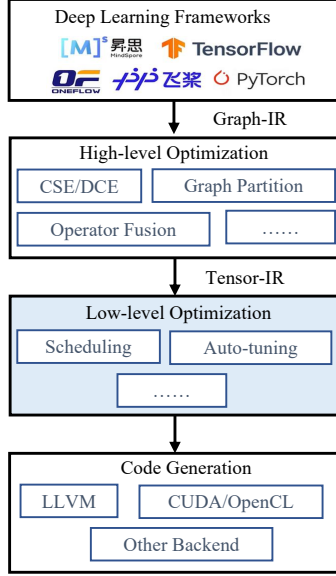 Deep Learning Frameworks
[M]s 昇思 MindSpore TensorFlow
OF ONEFLOW 飞桨 PyTorch
Graph-IR
High-level Optimization
CSE/DCE Graph Partition
Operator Fusion ……
Tensor-IR
Low-level Optimization
Scheduling Auto-tuning
……
Code Generation
LLVM CUDA/OpenCL
Other Backend